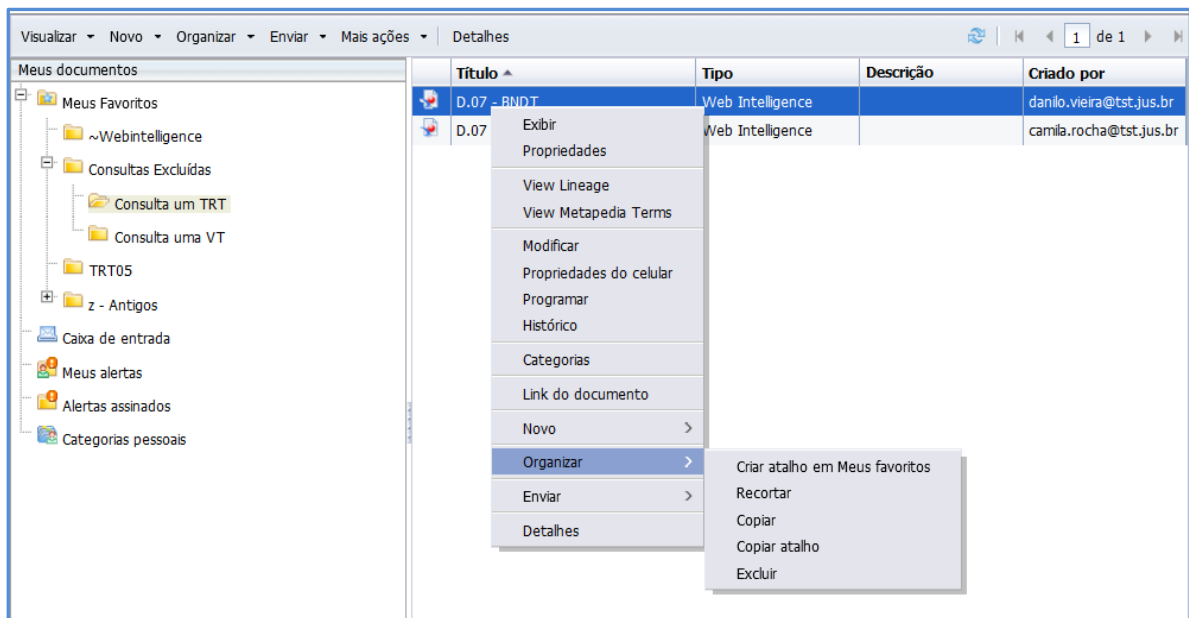 Visualizar Novo Organizar Enviar Mais ações Detalhes 1 de 1
Meus documentos
Meus Favoritos
~Webintelligence
Consultas Excluídas
Consulta um TRT
Consulta uma VT
TRT05
z - Antigos
Caixa de entrada
Meus alertas
Alertas assinados
Categorias pessoais
Título Tipo Descrição Criado por
D.07 - BNDT Web Intelligence danilo.vieira@tst.jus.br
D.07 Web Intelligence camila.rocha@tst.jus.br
Exibir
Propriedades
View Lineage
View Metapedia Terms
Modificar
Propriedades do celular
Programar
Histórico
Categorias
Link do documento
Novo
Organizar
Enviar
Detalhes
Criar atalho em Meus favoritos
Recortar
Copiar
Copiar atalho
Excluir